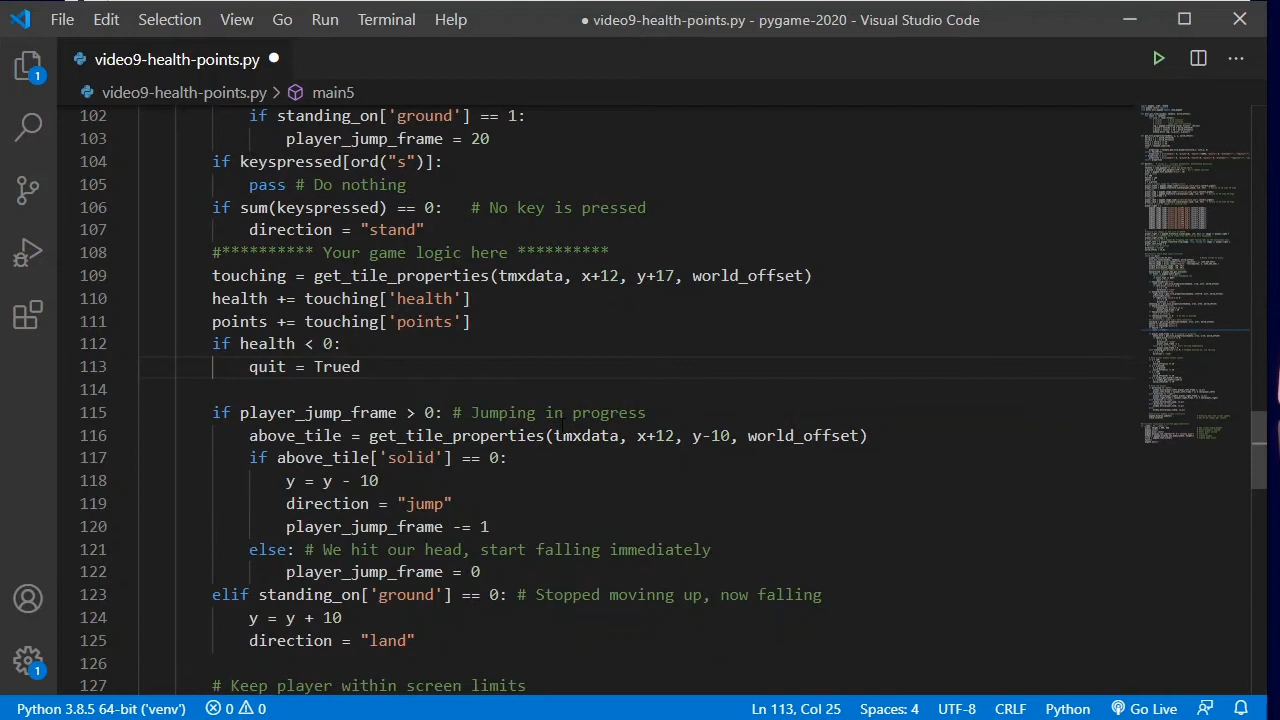 File Edit Selection View Go Run Terminal Help ● video9-health-points.py - pygame-2020 - Visual Studio Code
video9-health-points.py ●
video9-health-points.py > main5
102 if standing_on['ground'] == 1:
103 player_jump_frame = 20
104 if keyspressed[ord("s")]:
105 pass # Do nothing
106 if sum(keyspressed) == 0: # No key is pressed
107 direction = "stand"
108 #********** Your game logic here **********
109 touching = get_tile_properties(tmxdata, x+12, y+17, world_offset)
110 health += touching['health']
111 points += touching['points']
112 if health < 0:
113 quit = Trued
114
115 if player_jump_frame > 0: # Jumping in progress
116 above_tile = get_tile_properties(tmxdata, x+12, y-10, world_offset)
117 if above_tile['solid'] == 0:
118 y = y - 10
119 direction = "jump"
120 player_jump_frame -= 1
121 else: # We hit our head, start falling immediately
122 player_jump_frame = 0
123 elif standing_on['ground'] == 0: # Stopped movinng up, now falling
124 y = y + 10
125 direction = "land"
126
127 # Keep player within screen limits
1
1
Python 3.8.5 64-bit ('venv') 0 0 Ln 113, Col 25 Spaces: 4 UTF-8 CRLF Python Go Live